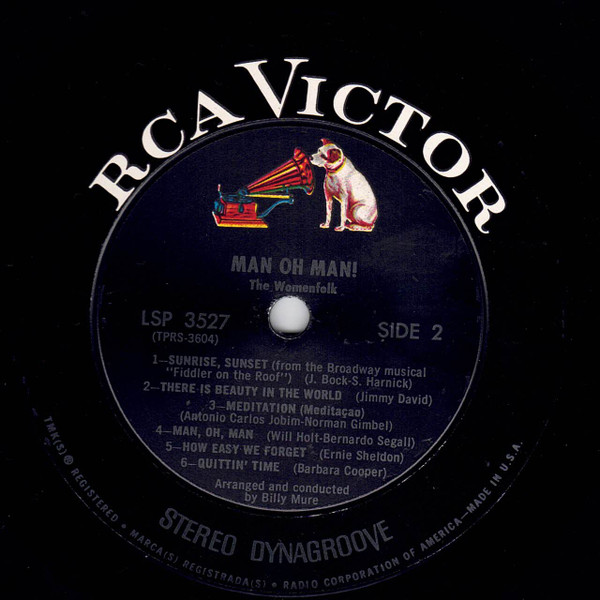 RCA VICTOR
MAN OH MAN!
The Womenfolk
LSP 3527
(TPRS-3604)
SIDE 2
1—SUNRISE, SUNSET (from the Broadway musical
"Fiddler on the Roof") (J. Bock-S. Harnick)
2—THERE IS BEAUTY IN THE WORLD (Jimmy David)
3—MEDITATION (Meditaçao)
(Antonio Carlos Jobim-Norman Gimbel)
4—MAN, OH, MAN (Will Holt-Bernardo Segall)
5—HOW EASY WE FORGET (Ernie Sheldon)
6—QUITTIN' TIME (Barbara Cooper)
Arranged and conducted
by Billy Mure
STEREO DYNAGROOVE
TMK(S) ® REGISTERED • MARCA(S) REGISTRADA(S) • RADIO CORPORATION OF AMERICA—MADE IN U.S.A.